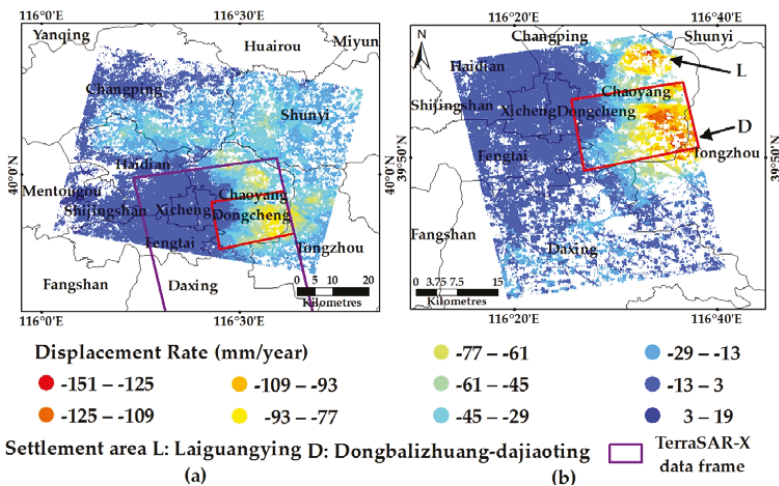 Yanqing
Huairou
Miyun
Changping
Shunyi
Haidian
Mentougou
Chaoyang
Shijingshan
Xicheng
Dongcheng
Fengtai
Tongzhou
Fangshan
Daxing
0 5 10 20
Kilometres
40°0'N
116°0'E
116°30'E
116°20'E
116°40'E
N
Changping
Shunyi
Haidian
L
Shijingshan
Chaoyang
Xicheng
Dongcheng
D
Fengtai
Tongzhou
Fangshan
Daxing
0 3.75 7.5 15
Kilometres
40°0'N
39°50'N
116°0'E
116°30'E
116°20'E
116°40'E
Displacement Rate (mm/year)
-151 – -125
-109 – -93
-77 – -61
-29 – -13
-125 – -109
-93 – -77
-61 – -45
-13 – 3
-45 – -29
3 – 19
Settlement area L: Laiguangying D: Dongbalizhuang-dajiaoting
TerraSAR-X
data frame
(a)
(b)